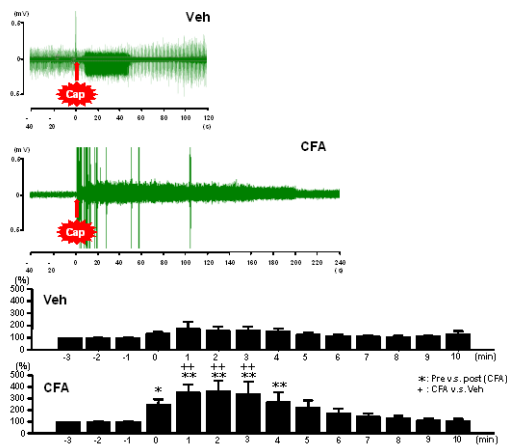 (mV)
Veh
0.5
0
0.5
Cap
- 40 - 20 0 20 40 60 80 100 120
(s)
(mV)
CFA
0.5
0
0.5
Cap
- 40 - 20 0 20 40 60 80 100 120 140 160 180 200 220 240
(s)
(%)
500
400
300
200
100
0
Veh
-3 -2 -1 0 1 2 3 4 5 6 7 8 9 10 (min)
(%)
500
400
300
200
100
0
CFA
++ ++ ++
* ** ** ** **
*: Pre v.s. post (CFA)
+ : CFA v.s. Veh
-3 -2 -1 0 1 2 3 4 5 6 7 8 9 10 (min)